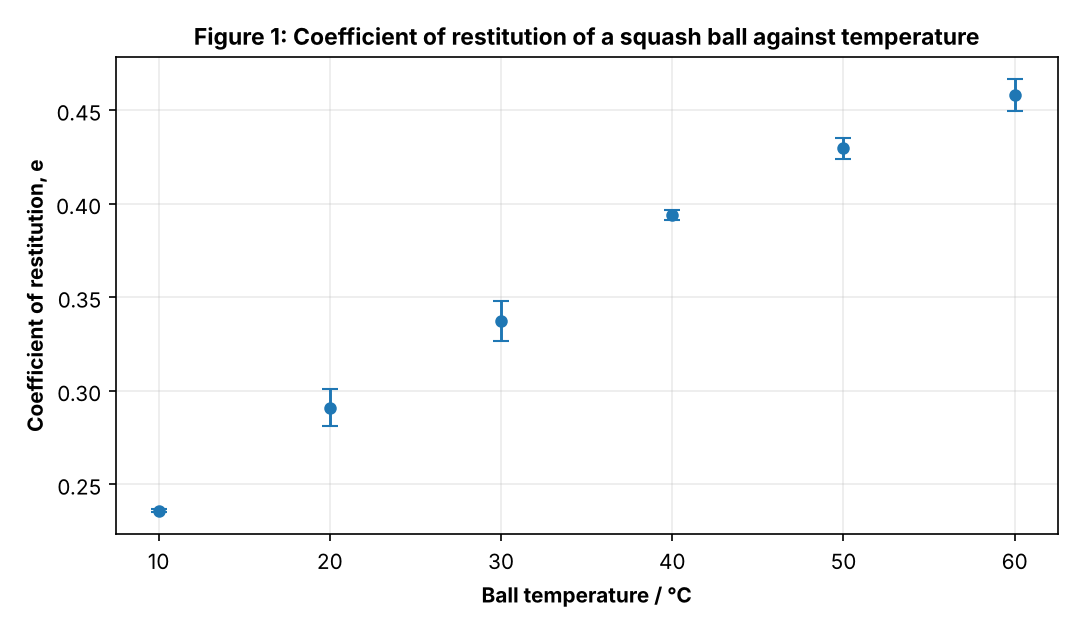 Figure 1: Coefficient of restitution of a squash ball against temperature
Coefficient of restitution, e
0.45
0.40
0.35
0.30
0.25
10 20 30 40 50 60
Ball temperature / °C